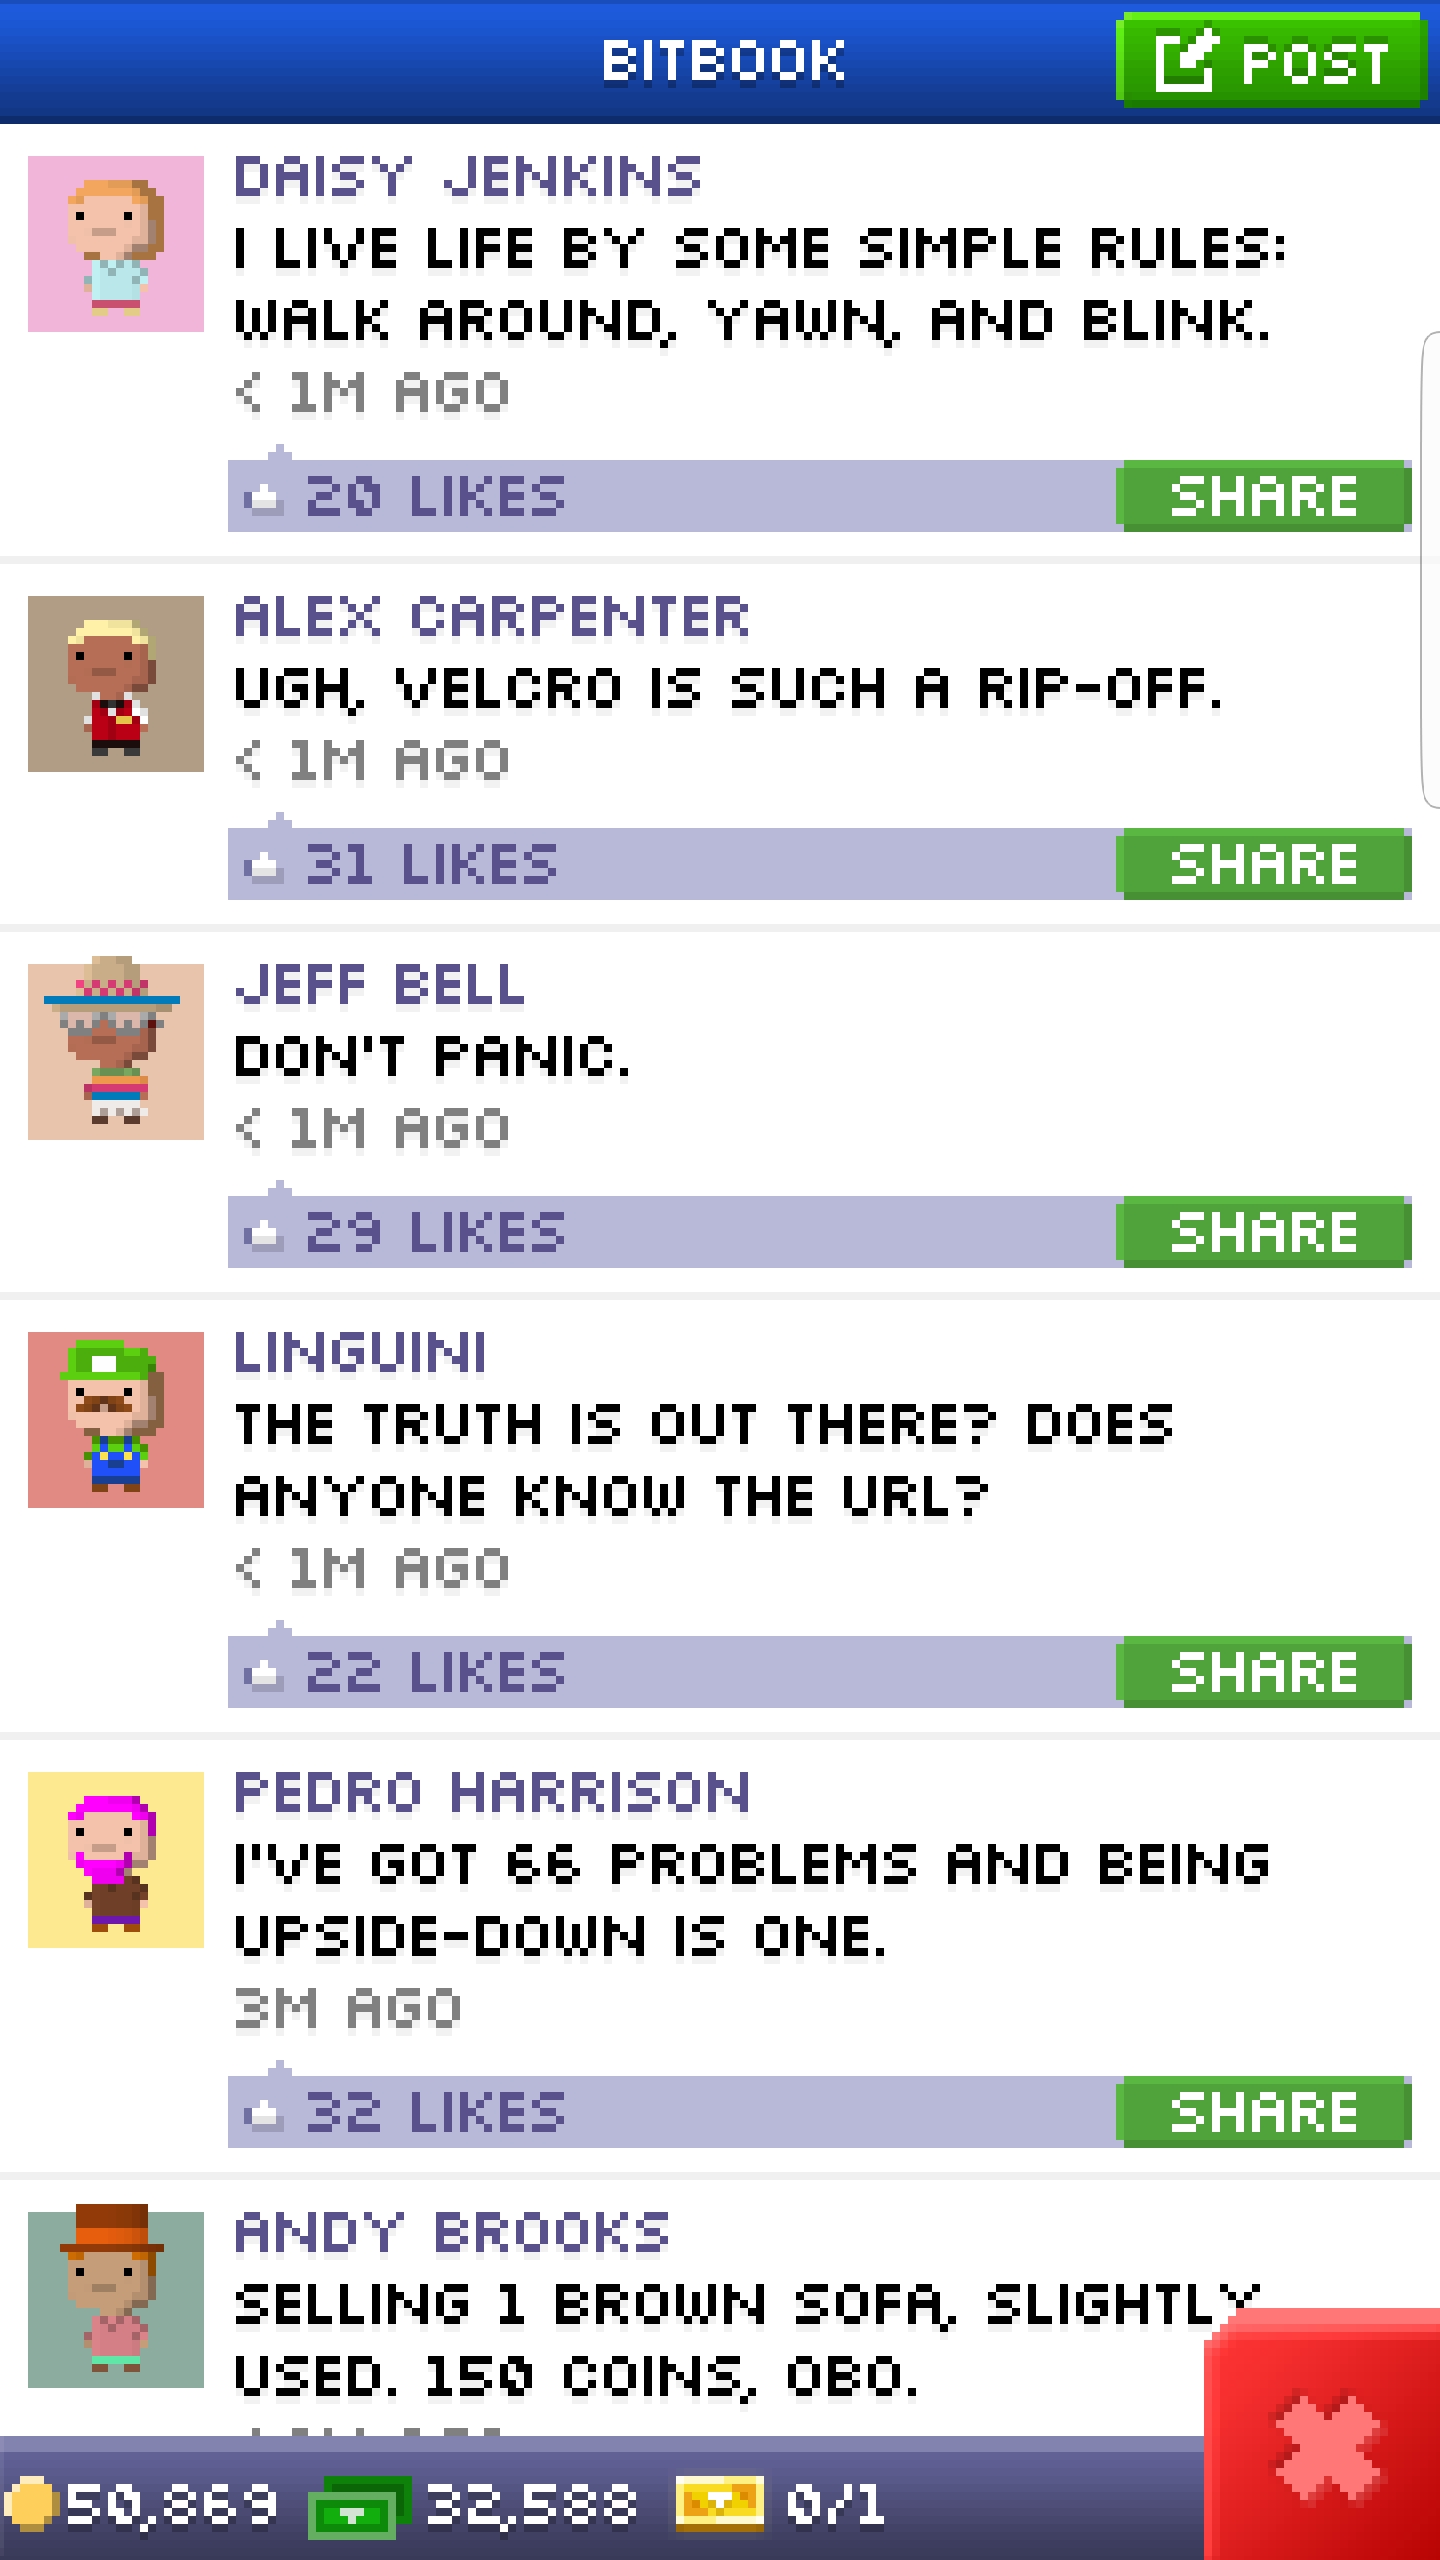 BITBOOK
POST
DAISY JENKINS
I LIVE LIFE BY SOME SIMPLE RULES:
WALK AROUND, YAWN, AND BLINK.
< 1M AGO
20 LIKES
SHARE
ALEX CARPENTER
UGH, VELCRO IS SUCH A RIP-OFF.
< 1M AGO
31 LIKES
SHARE
JEFF BELL
DON'T PANIC.
< 1M AGO
29 LIKES
SHARE
LINGUINI
THE TRUTH IS OUT THERE? DOES
ANYONE KNOW THE URL?
< 1M AGO
22 LIKES
SHARE
PEDRO HARRISON
I'VE GOT 66 PROBLEMS AND BEING
UPSIDE-DOWN IS ONE.
3M AGO
32 LIKES
SHARE
ANDY BROOKS
SELLING 1 BROWN SOFA, SLIGHTLY
USED. 150 COINS, OBO.
50,869
32,588
0/1